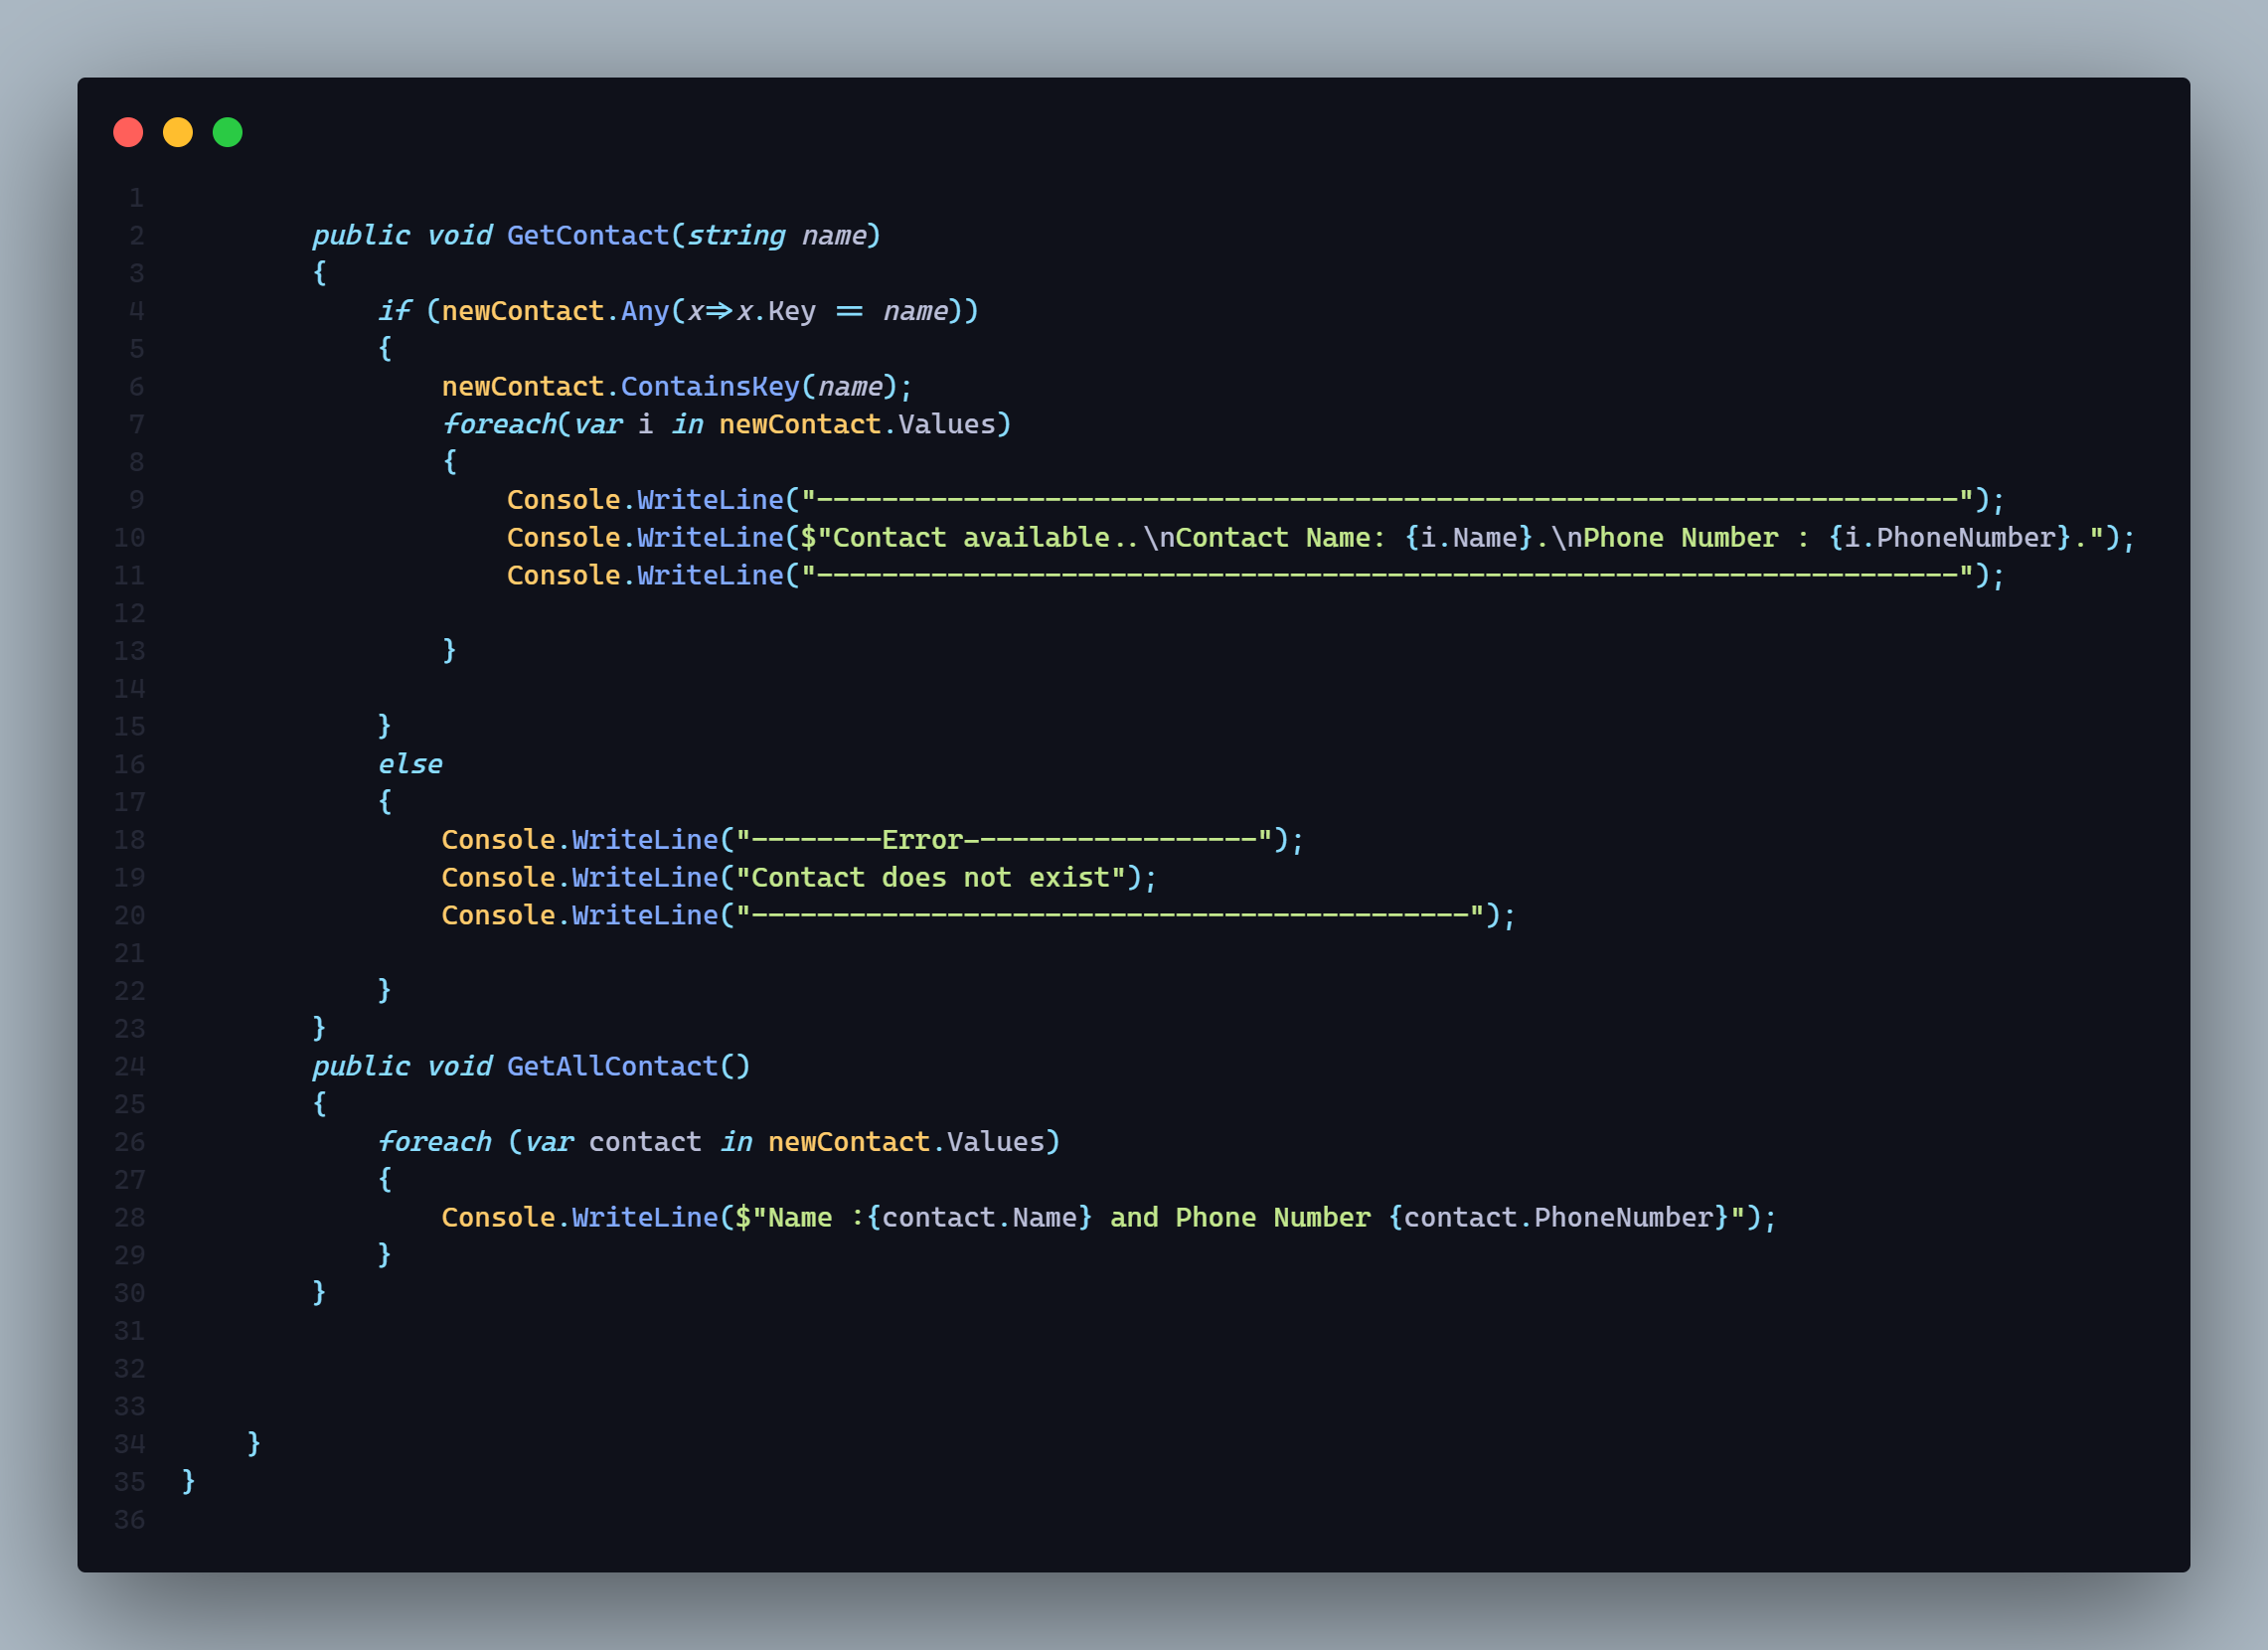 1
2 public void GetContact(string name)
3 {
4 if (newContact.Any(x=>x.Key == name))
5 {
6 newContact.ContainsKey(name);
7 foreach(var i in newContact.Values)
8 {
9 Console.WriteLine("----------------------------------------------------------------------");
10 Console.WriteLine($"Contact available..\nContact Name: {i.Name}.\nPhone Number : {i.PhoneNumber}.");
11 Console.WriteLine("----------------------------------------------------------------------");
12
13 }
14
15 }
16 else
17 {
18 Console.WriteLine("--------Error------------------");
19 Console.WriteLine("Contact does not exist");
20 Console.WriteLine("--------------------------------------------");
21
22 }
23 }
24 public void GetAllContact()
25 {
26 foreach (var contact in newContact.Values)
27 {
28 Console.WriteLine($"Name :{contact.Name} and Phone Number {contact.PhoneNumber}");
29 }
30 }
31
32
33
34 }
35 }
36